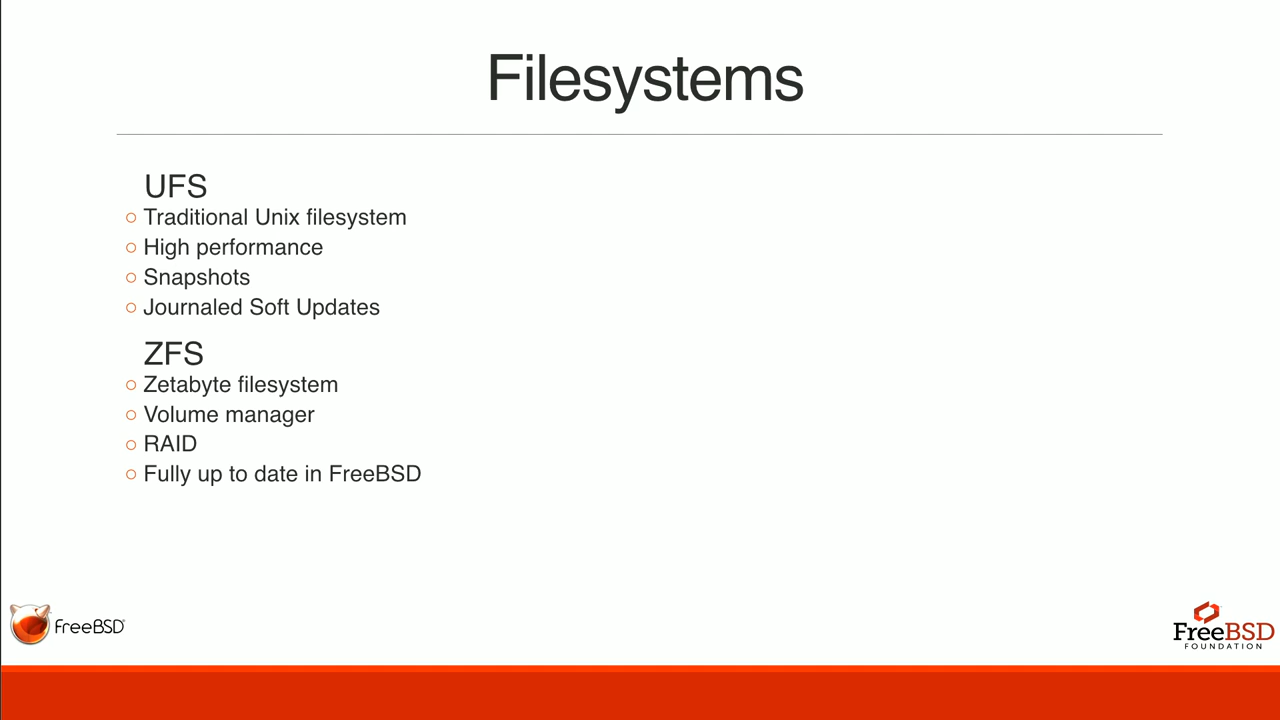 Filesystems
UFS
Traditional Unix filesystem
High performance
Snapshots
Journaled Soft Updates
ZFS
Zetabyte filesystem
Volume manager
RAID
Fully up to date in FreeBSD
FreeBSD
FreeBSD
FOUNDATION